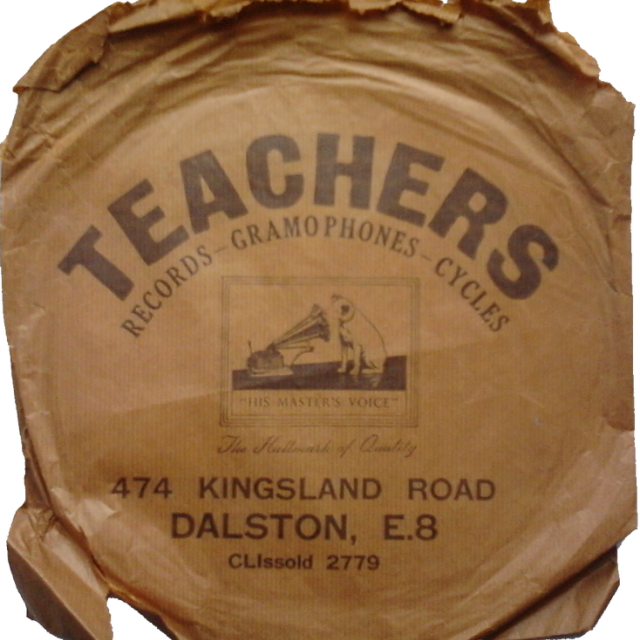 TEACHERS
RECORDS-GRAMOPHONES-CYCLES
"HIS MASTER'S VOICE"
The Hallmark of Quality
474 KINGSLAND ROAD
DALSTON, E.8
CLIssold 2779